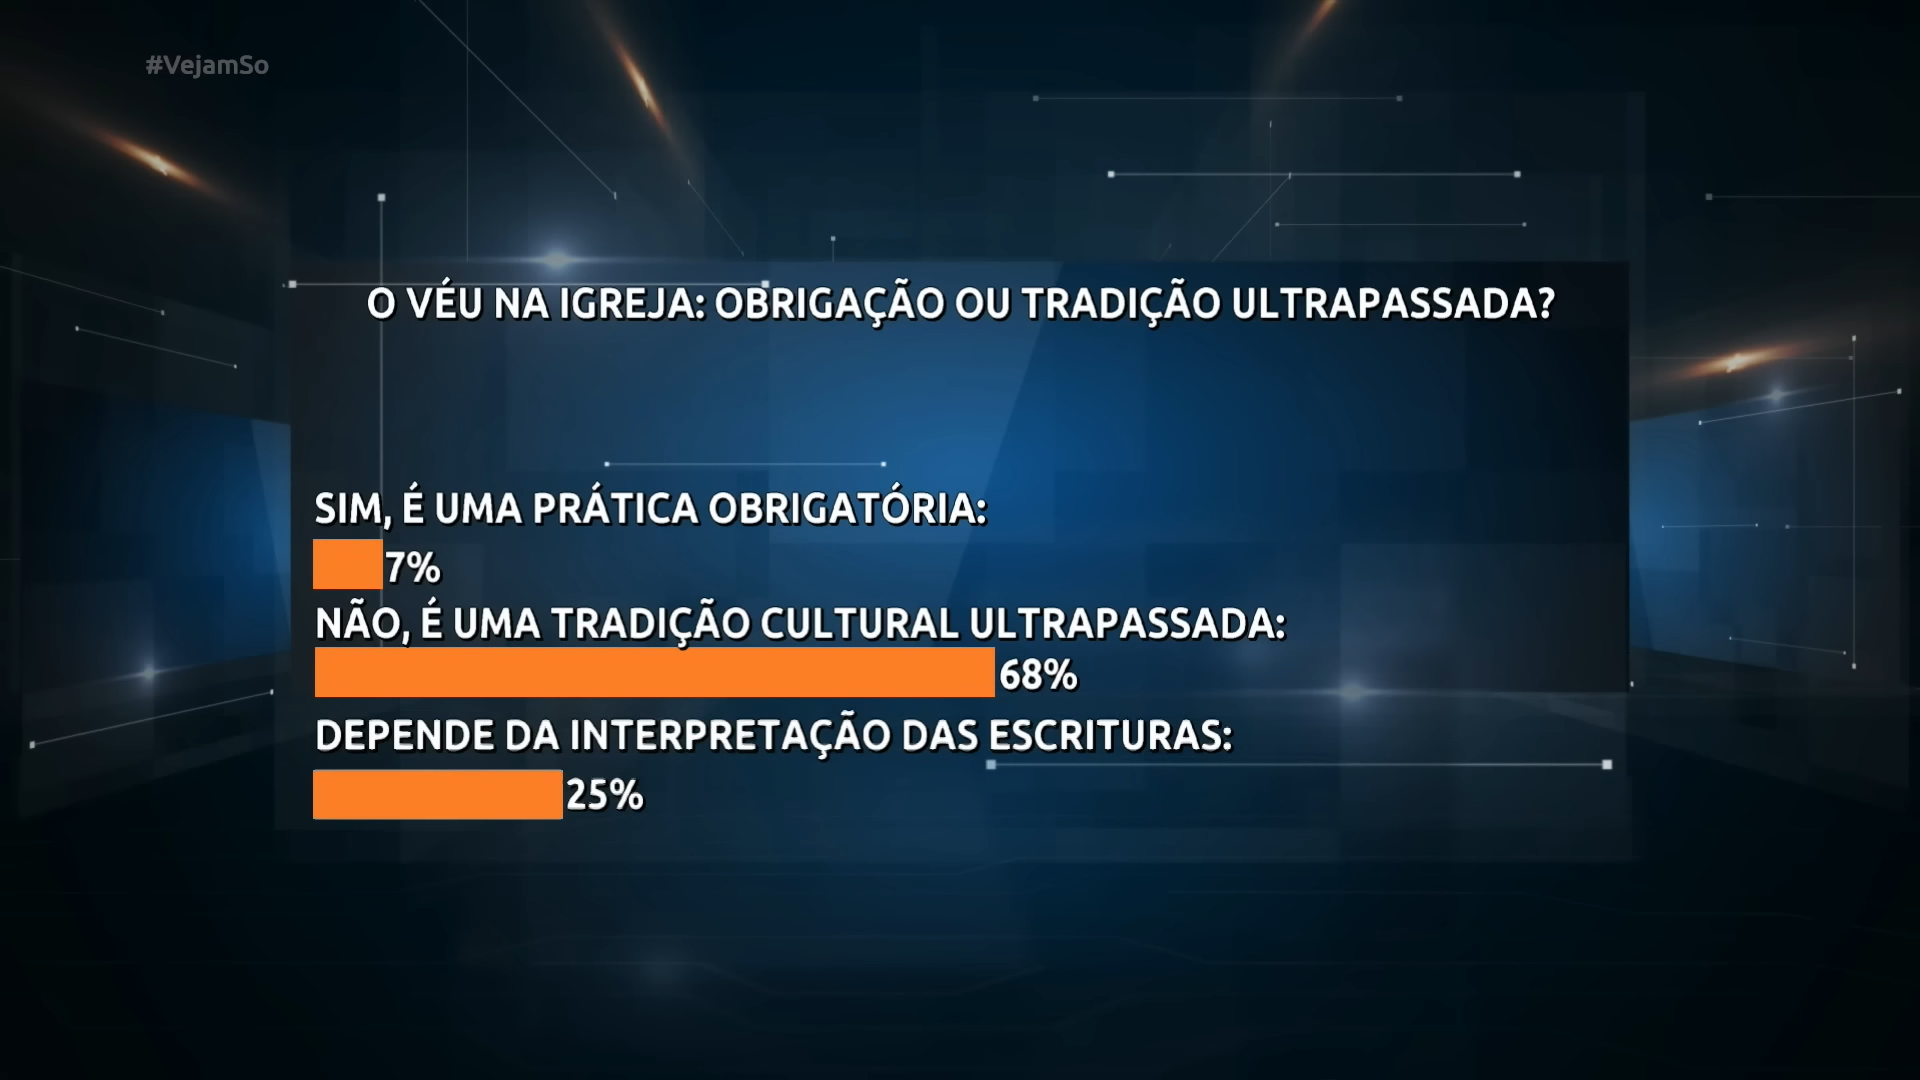 #VejamSo
O VÉU NA IGREJA: OBRIGAÇÃO OU TRADIÇÃO ULTRAPASSADA?
SIM, É UMA PRÁTICA OBRIGATÓRIA:
7%
NÃO, É UMA TRADIÇÃO CULTURAL ULTRAPASSADA:
68%
DEPENDE DA INTERPRETAÇÃO DAS ESCRITURAS:
25%